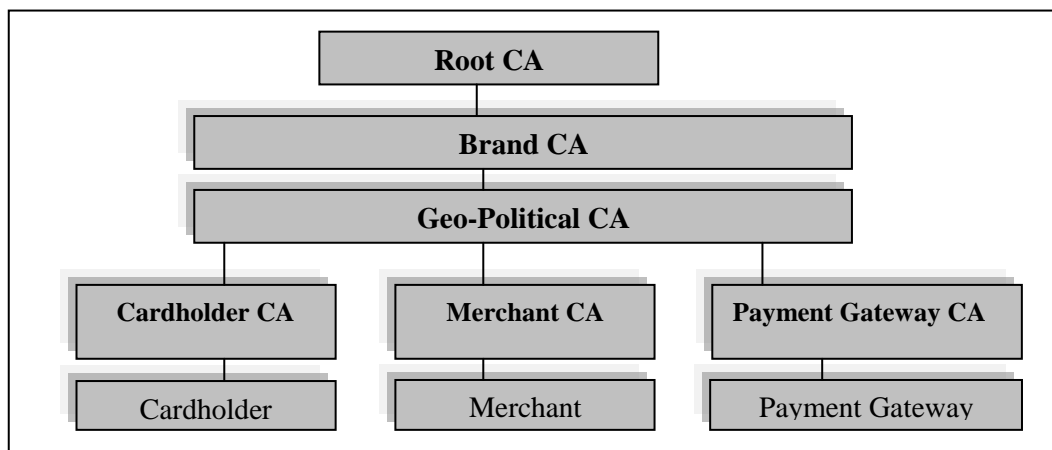 Root CA
Brand CA
Geo-Political CA
Cardholder CA
Merchant CA
Payment Gateway CA
Cardholder
Merchant
Payment Gateway